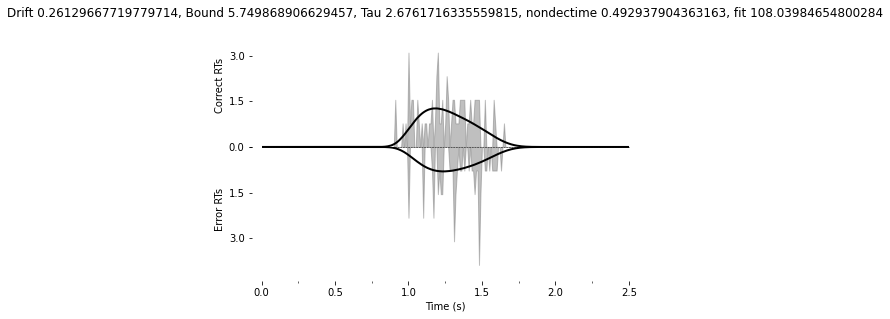 Drift 0.26129667719779714, Bound 5.749868906629457, Tau 2.6761716335559815, nondectime 0.492937904363163, fit 108.03984654800284
Correct RTs
3.0
1.5
0.0
1.5
3.0
Error RTs
0.0 0.5 1.0 1.5 2.0 2.5
Time (s)